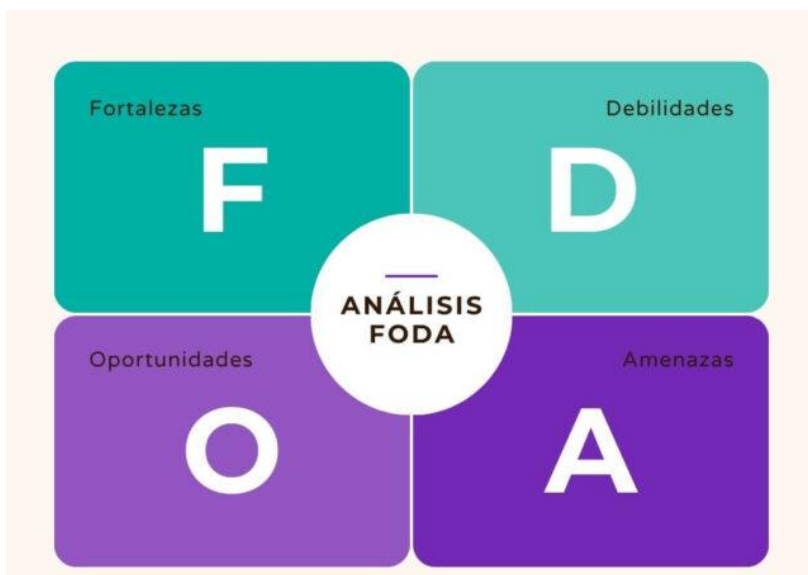 Fortalezas
F
Debilidades
D
ANÁLISIS
FODA
Oportunidades
O
Amenazas
A